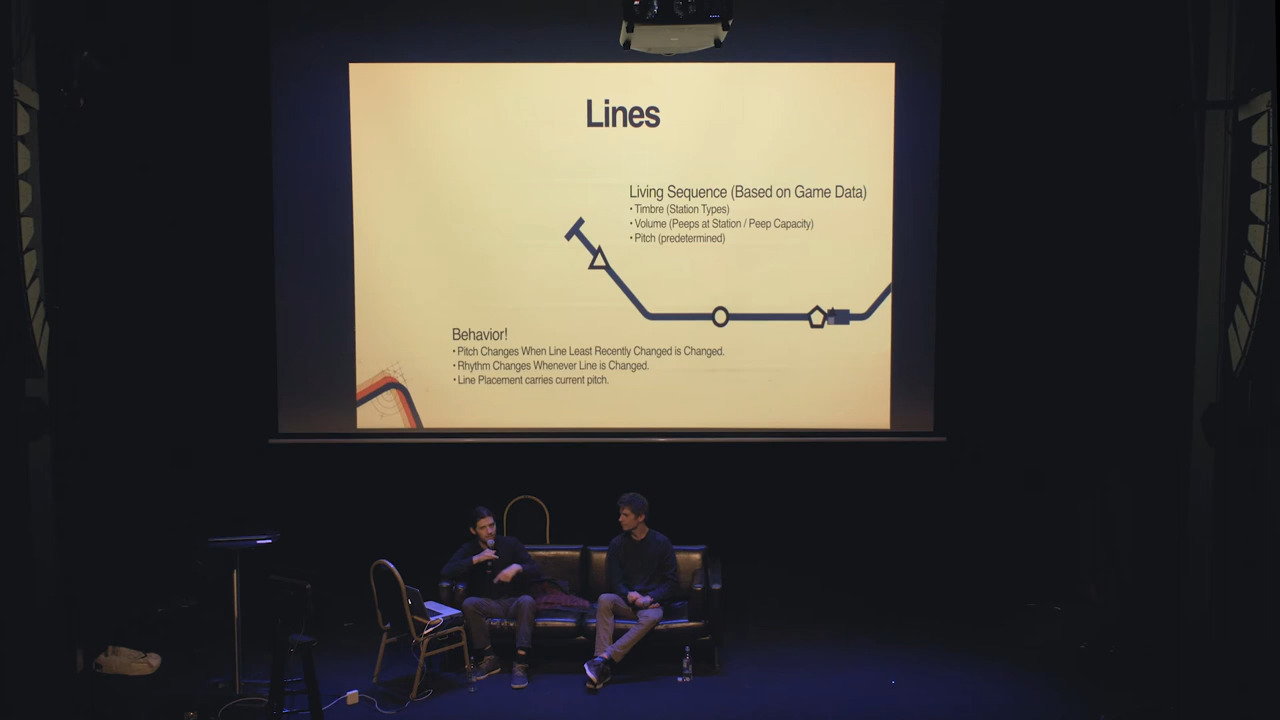 Lines
Living Sequence (Based on Game Data)
• Timbre (Station Types)
• Volume (Peeps at Station / Peep Capacity)
• Pitch (predetermined)
Behavior!
• Pitch Changes When Line Least Recently Changed is Changed.
• Rhythm Changes Whenever Line is Changed.
• Line Placement carries current pitch.